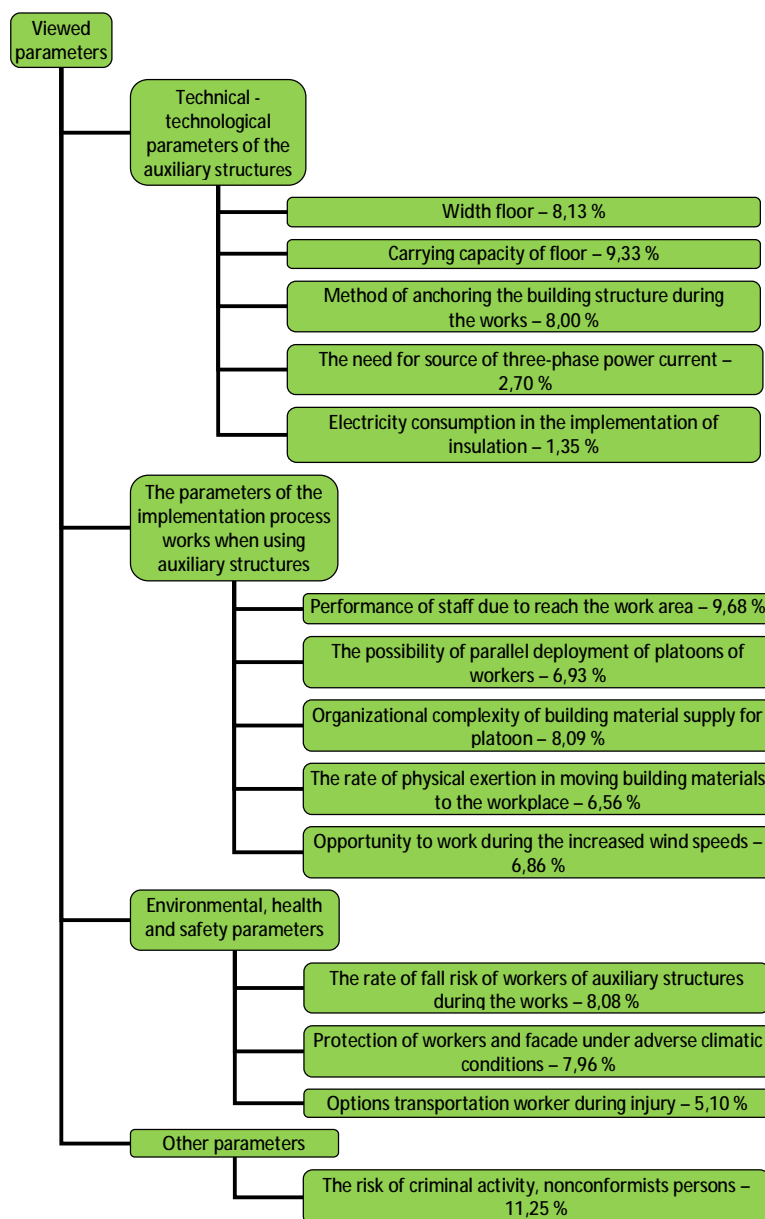 Viewed
parameters
Technical -
technological
parameters of the
auxiliary structures
Width floor – 8,13 %
Carrying capacity of floor – 9,33 %
Method of anchoring the building structure during
the works – 8,00 %
The need for source of three-phase power current –
2,70 %
Electricity consumption in the implementation of
insulation – 1,35 %
The parameters of the
implementation process
works when using
auxiliary structures
Performance of staff due to reach the work area – 9,68 %
The possibility of parallel deployment of platoons of
workers – 6,93 %
Organizational complexity of building material supply for
platoon – 8,09 %
The rate of physical exertion in moving building materials
to the workplace – 6,56 %
Opportunity to work during the increased wind speeds –
6,86 %
Environmental, health
and safety parameters
The rate of fall risk of workers of auxiliary structures
during the works – 8,08 %
Protection of workers and facade under adverse climatic
conditions – 7,96 %
Options transportation worker during injury – 5,10 %
Other parameters
The risk of criminal activity, nonconformists persons –
11,25 %